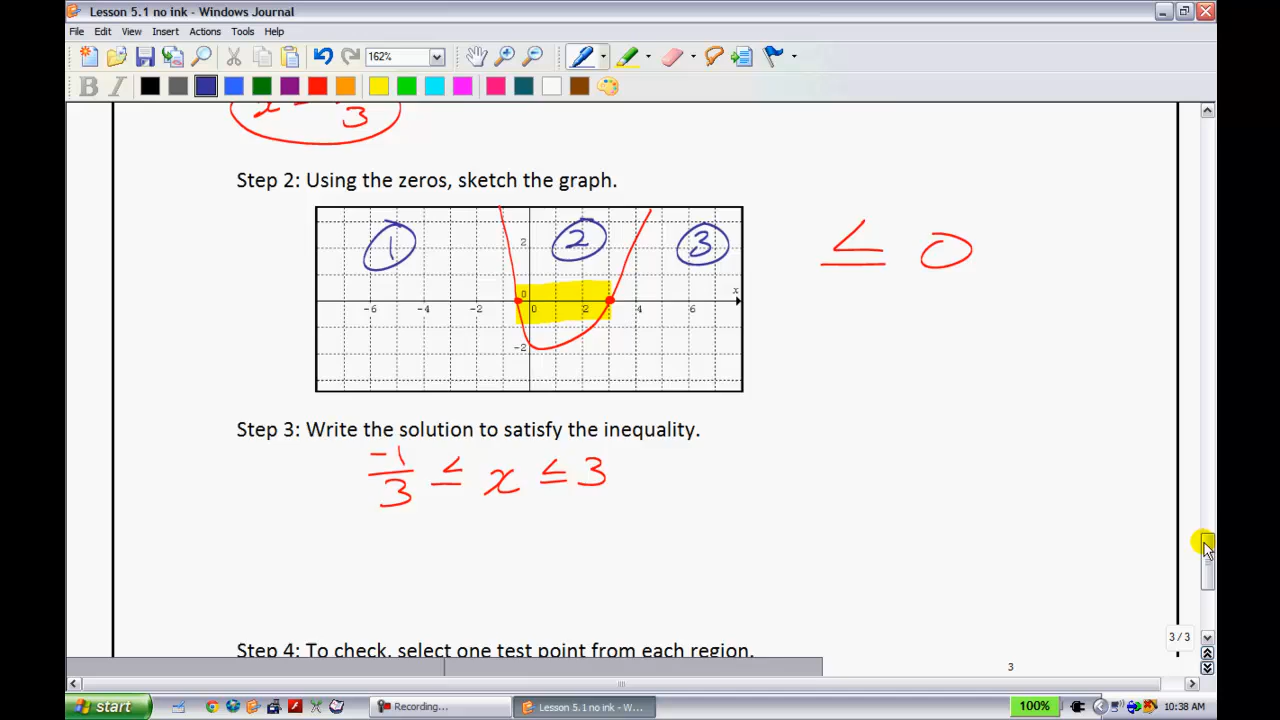 Lesson 5.1 no ink - Windows Journal
File Edit View Insert Actions Tools Help
162%
B I
x 3
Step 2: Using the zeros, sketch the graph.
1 2 3
≤ 0
2
0
x
-6 -4 -2 0 2 4 6
-2
Step 3: Write the solution to satisfy the inequality.
-1/3 ≤ x ≤ 3
Step 4: To check, select one test point from each region.
3 / 3
3
start Recording... Lesson 5.1 no ink - W... 100% 10:38 AM